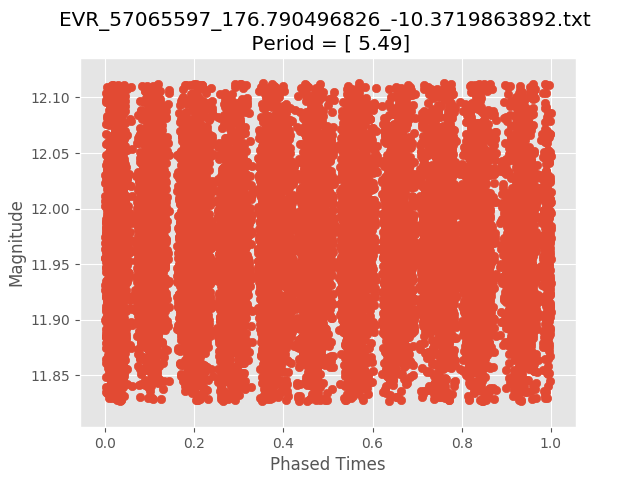 EVR_57065597_176.790496826_-10.3719863892.txt
Period = [ 5.49]
12.10
12.05
12.00
11.95
11.90
11.85
Magnitude
0.0 0.2 0.4 0.6 0.8 1.0
Phased Times